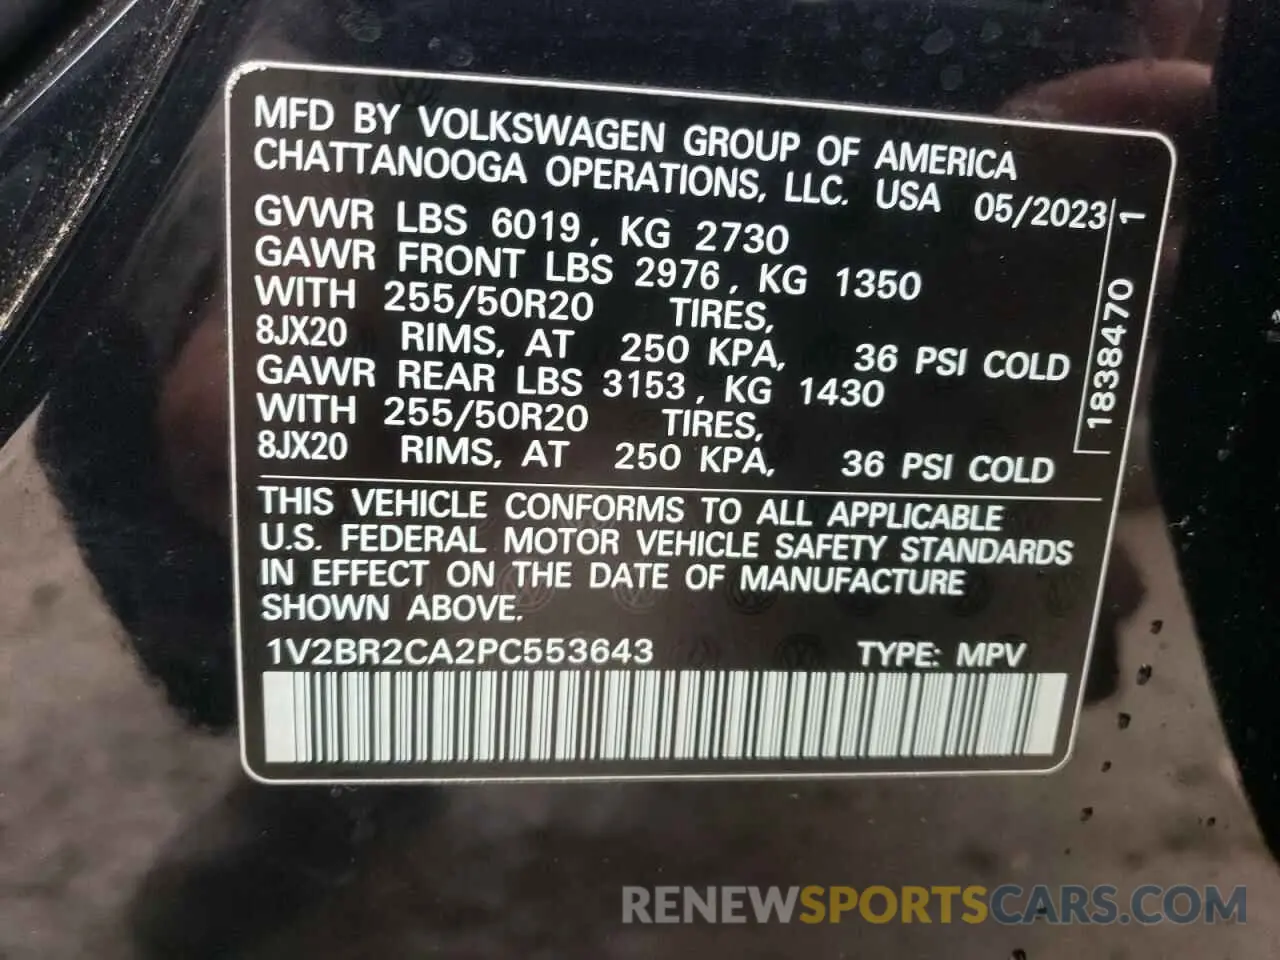 MFD BY VOLKSWAGEN GROUP OF AMERICA
CHATTANOOGA OPERATIONS, LLC. USA 05/2023
GVWR LBS 6019, KG 2730
GAWR FRONT LBS 2976, KG 1350
WITH 255/50R20 TIRES,
8JX20 RIMS, AT 250 KPA, 36 PSI COLD
GAWR REAR LBS 3153, KG 1430
WITH 255/50R20 TIRES,
8JX20 RIMS, AT 250 KPA, 36 PSI COLD
1838470 1
THIS VEHICLE CONFORMS TO ALL APPLICABLE
U.S. FEDERAL MOTOR VEHICLE SAFETY STANDARDS
IN EFFECT ON THE DATE OF MANUFACTURE
SHOWN ABOVE.
1V2BR2CA2PC553643 TYPE: MPV
RENEWSPORTSCARS.COM